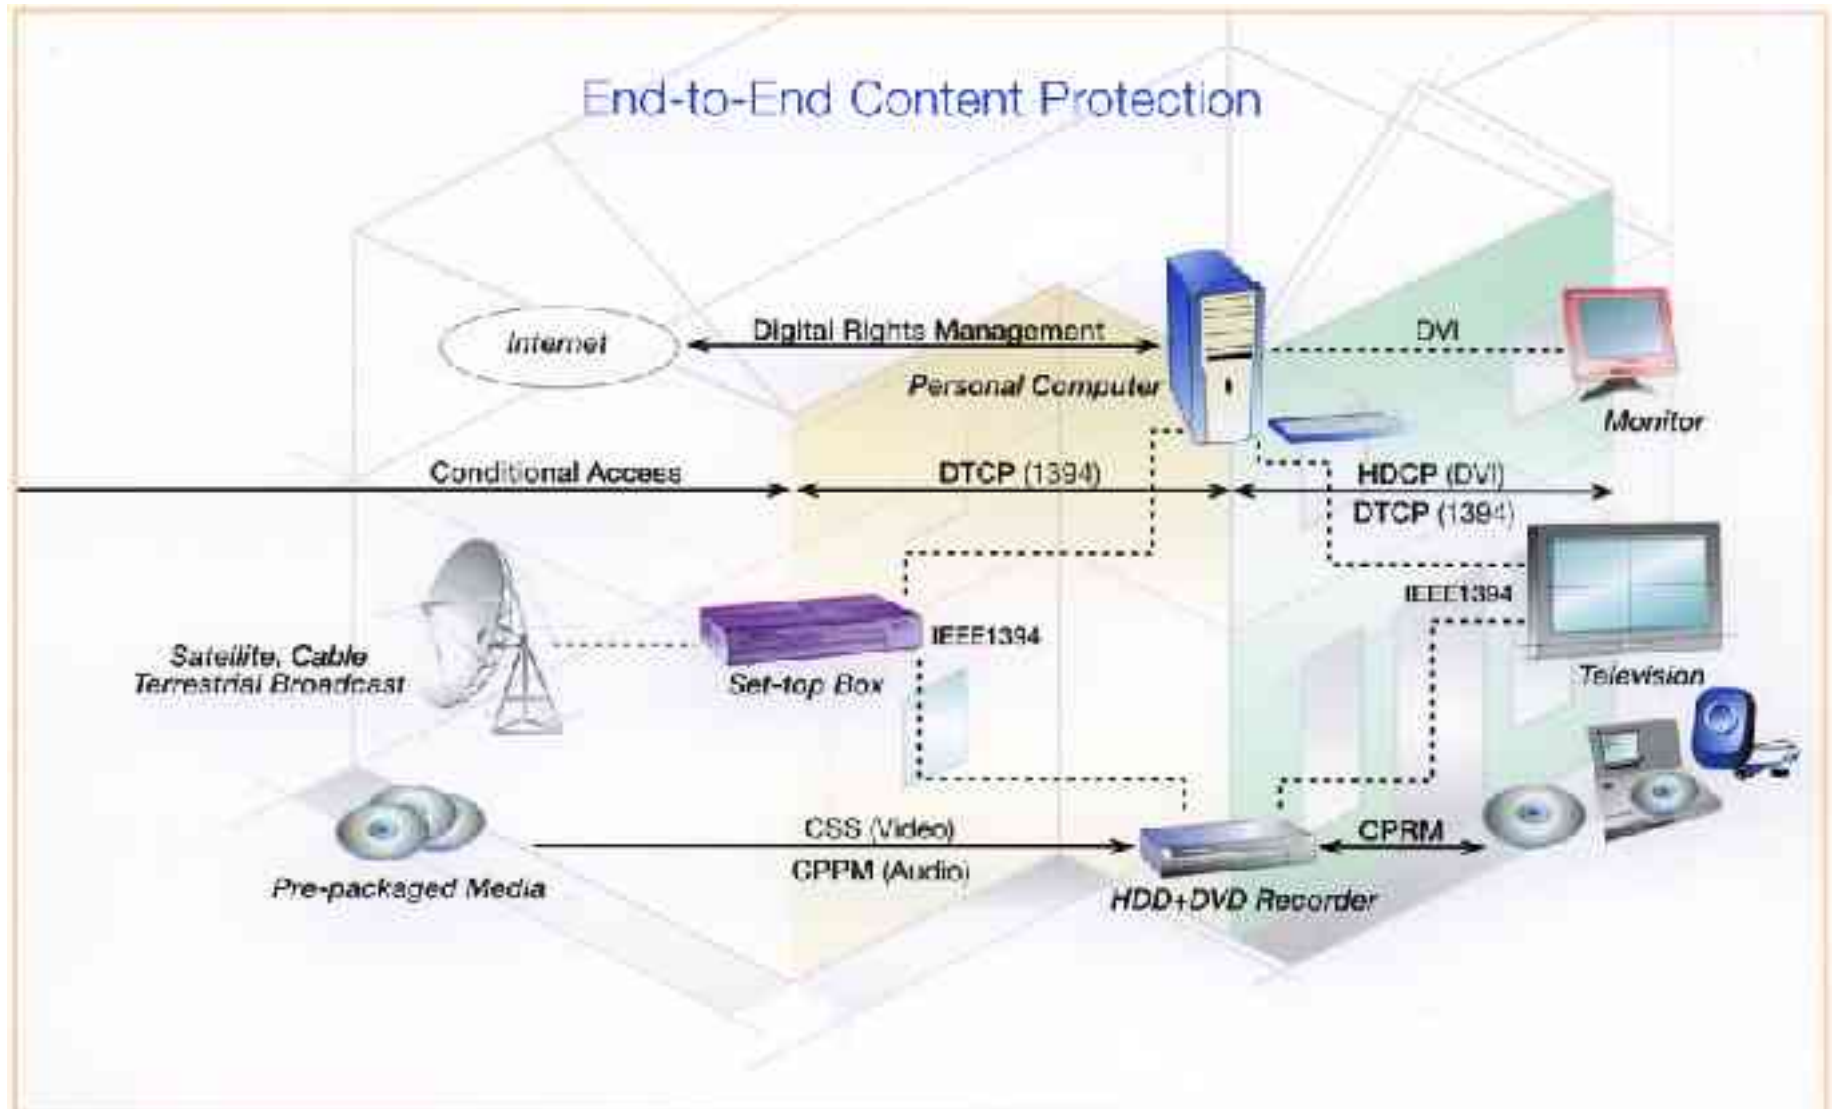 End-to-End Content Protection
Internet
Digital Rights Management
DVI
Personal Computer
Monitor
Conditional Access
DTCP (1394)
HDCP (DVI)
DTCP (1394)
IEEE1394
IEEE1394
Satellite, Cable
Terrestrial Broadcast
Set-top Box
Television
CSS (Video)
CPPM (Audio)
CPRM
Pre-packaged Media
HDD+DVD Recorder